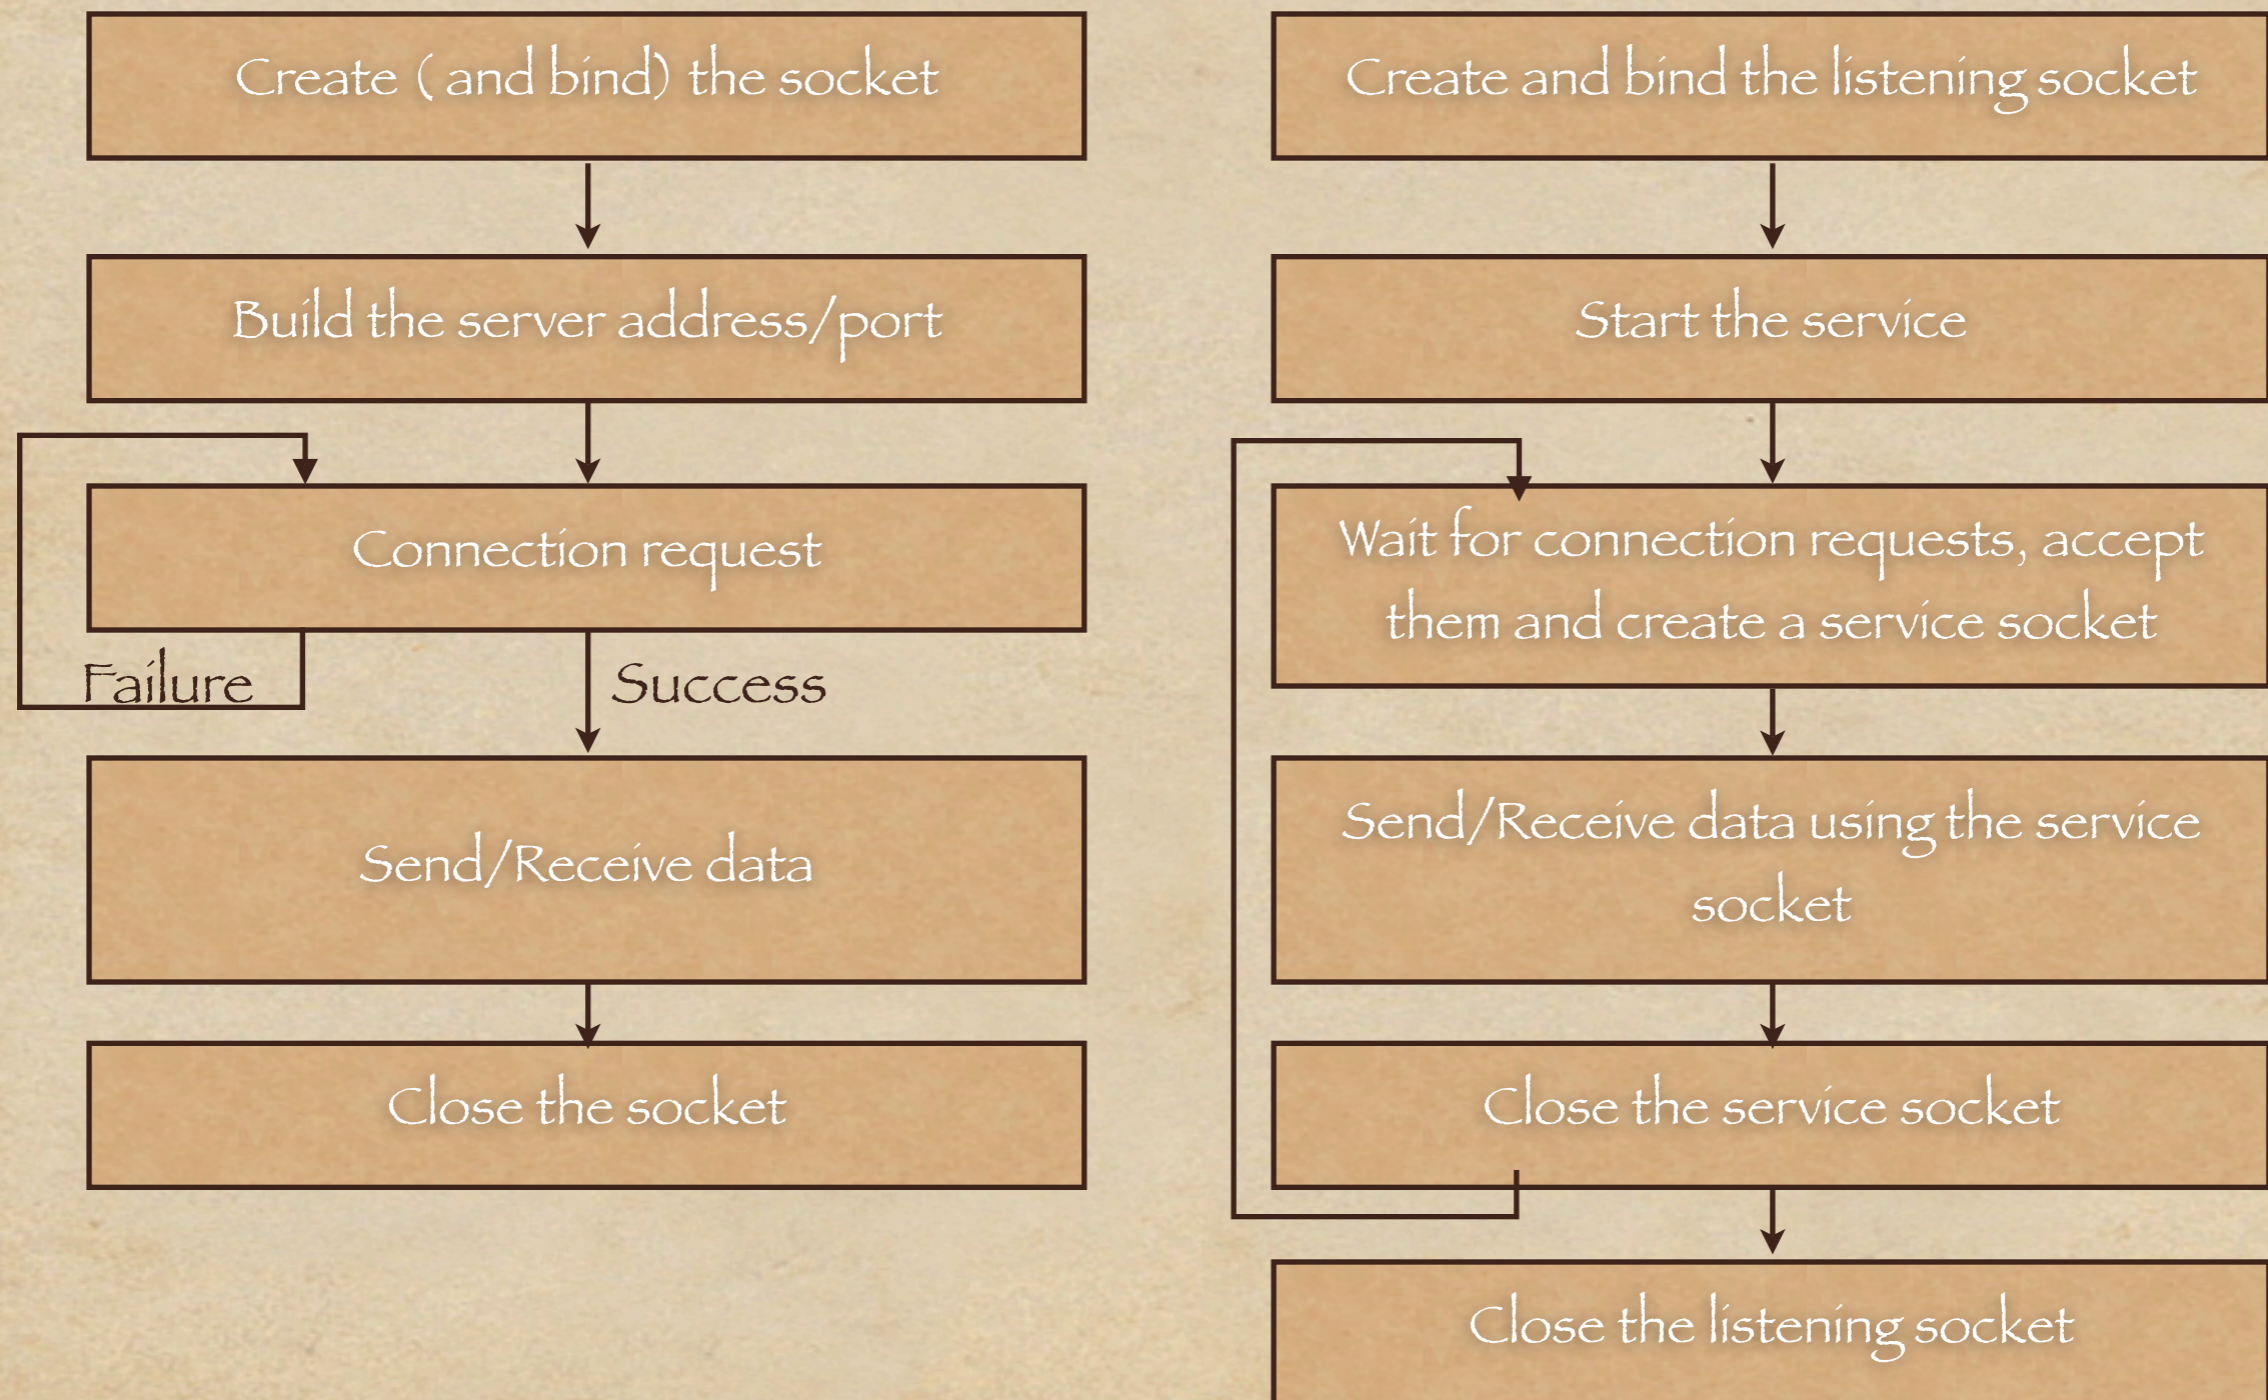 Create ( and bind) the socket
Build the server address/port
Connection request
Failure
Success
Send/Receive data
Close the socket
Create and bind the listening socket
Start the service
Wait for connection requests, accept
them and create a service socket
Send/Receive data using the service
socket
Close the service socket
Close the listening socket